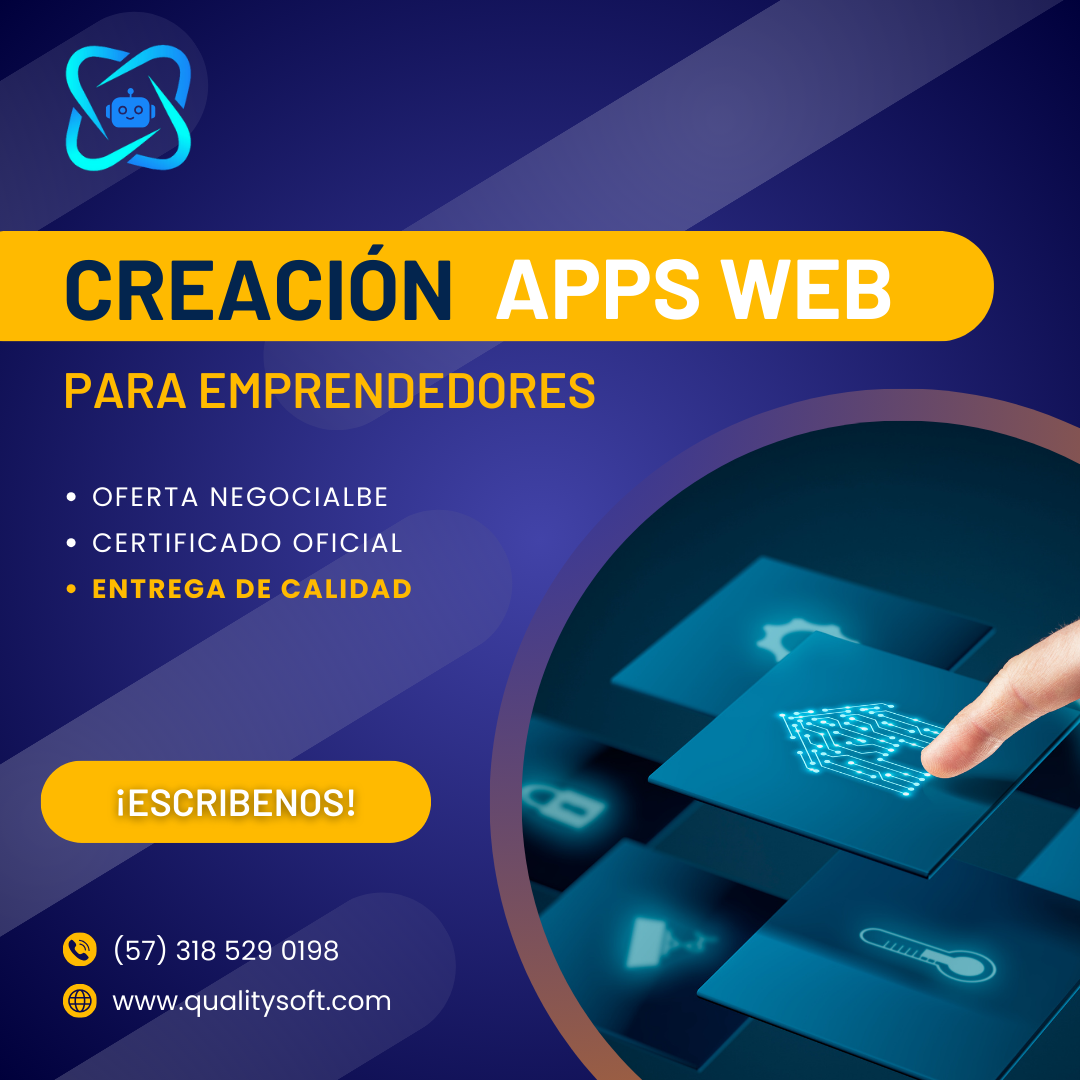 CREACIÓN APPS WEB
PARA EMPRENDEDORES
• OFERTA NEGOCIALBE
• CERTIFICADO OFICIAL
• ENTREGA DE CALIDAD
¡ESCRIBENOS!
(57) 318 529 0198
www.qualitysoft.com